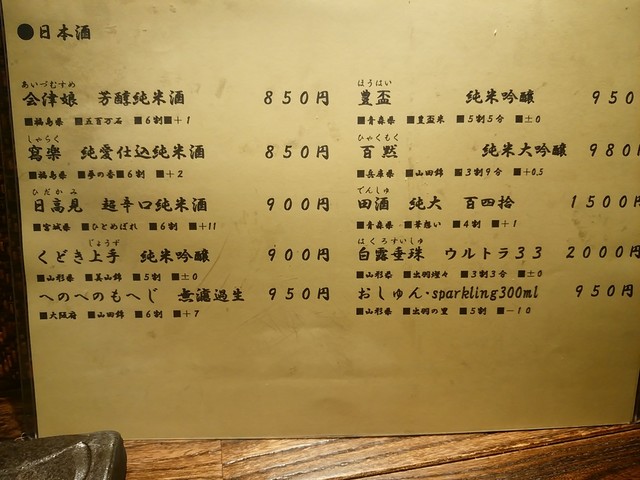 ●日本酒
あいづむすめ
会津娘 芳醇純米酒 850円
■福島県 ■五百万石 ■6割 ■+1
しゃらく
寫楽 純愛仕込純米酒 850円
■福島県 ■夢の香 ■6割 ■+2
ひだかみ
日高見 超辛口純米酒 900円
■宮城県 ■ひとめぼれ ■6割 ■+11
じょうず
くどき上手 純米吟醸 900円
■山形県 ■美山錦 ■5割 ■±0
へのへのもへじ 無濾過生 950円
■大阪府 ■山田錦 ■6割 ■+7
ほうはい
豊盃 純米吟醸 950
■青森県 ■豊盃米 ■5割5分 ■±0
ひゃくもく
百黙 純米大吟醸 980円
■兵庫県 ■山田錦 ■3割9分 ■+0.5
でんしゅ
田酒 純大 百四拾 1500円
■青森県 ■華想い ■4割 ■+1
はくろすいしゅ
白露垂珠 ウルトラ33 2000円
■山形県 ■出羽燦々 ■3割3分 ■±0
おしゅん・sparkling300ml 950円
■山形県 ■出羽の里 ■5割 ■-10